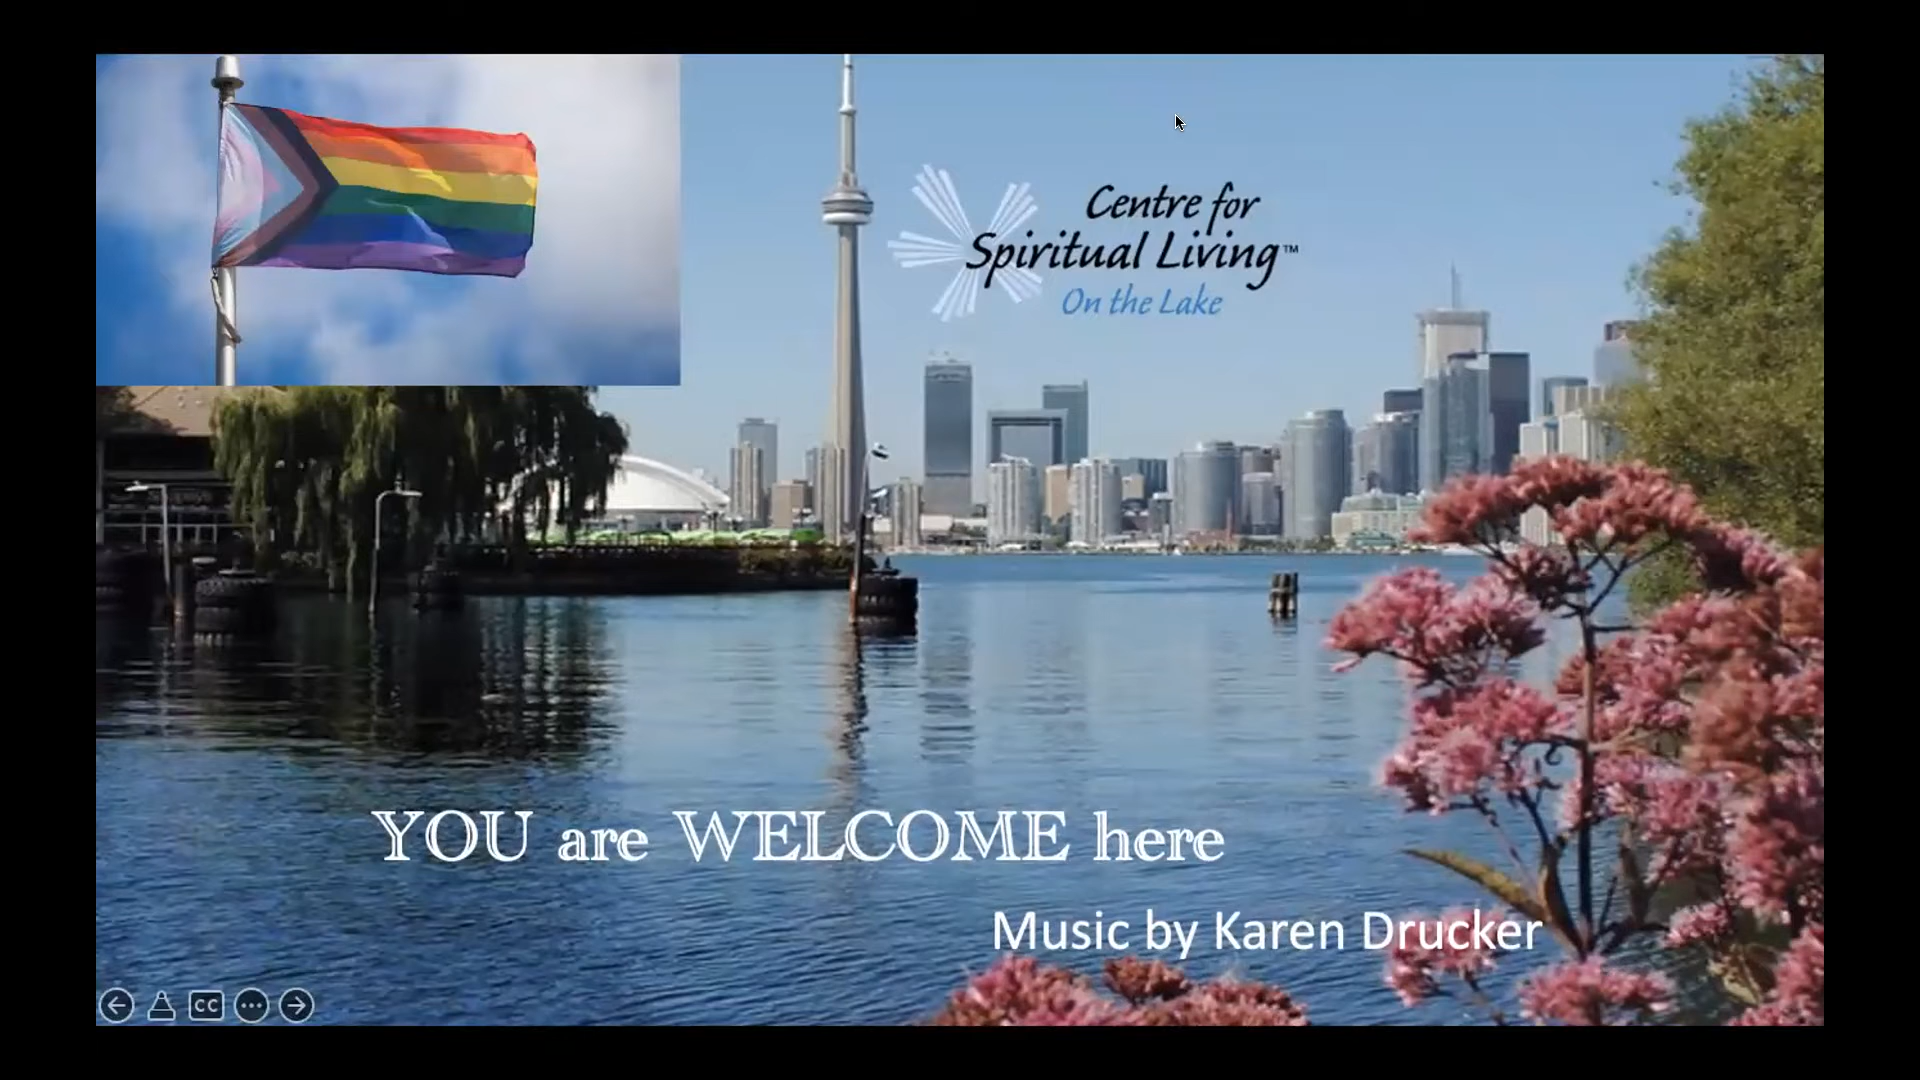 Centre for
Spiritual Living™
On the Lake
YOU are WELCOME here
Music by Karen Drucker
CC